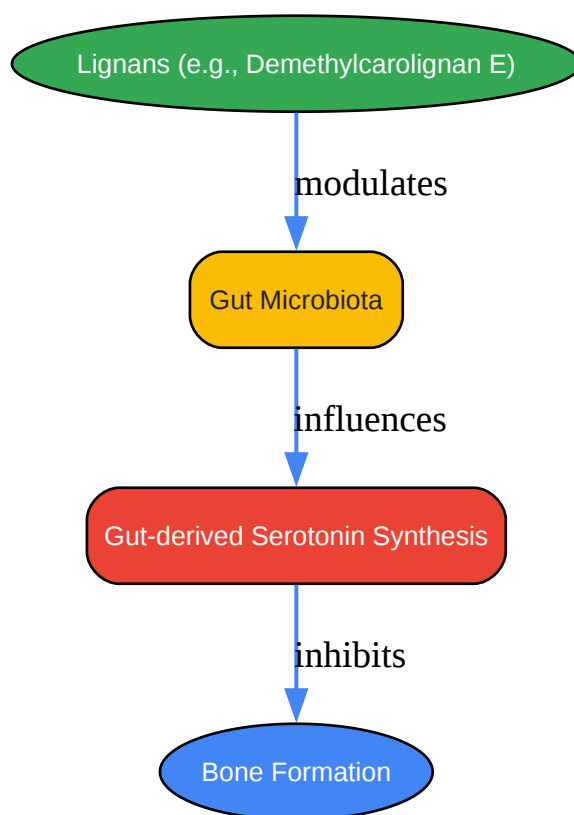 Lignans (e.g., Demethylcarolignan E)
modulates
Gut Microbiota
influences
Gut-derived Serotonin Synthesis
inhibits
Bone Formation